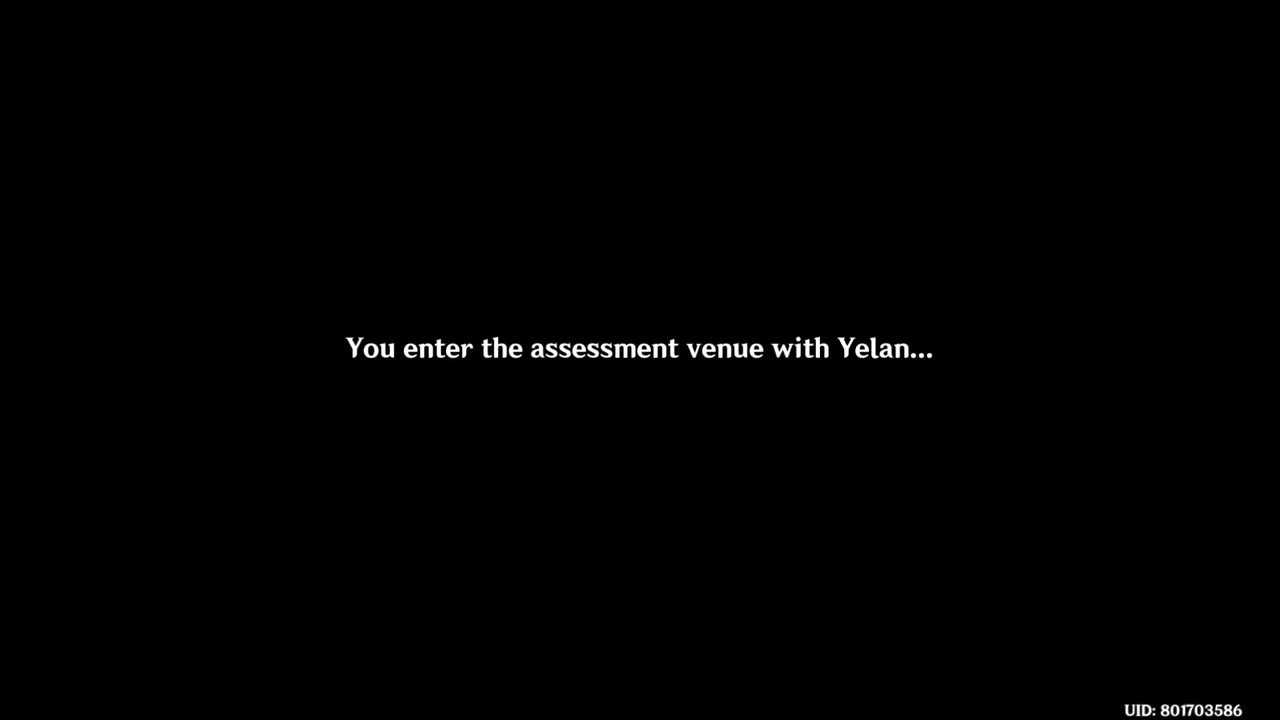 You enter the assessment venue with Yelan...
UID: 801703586